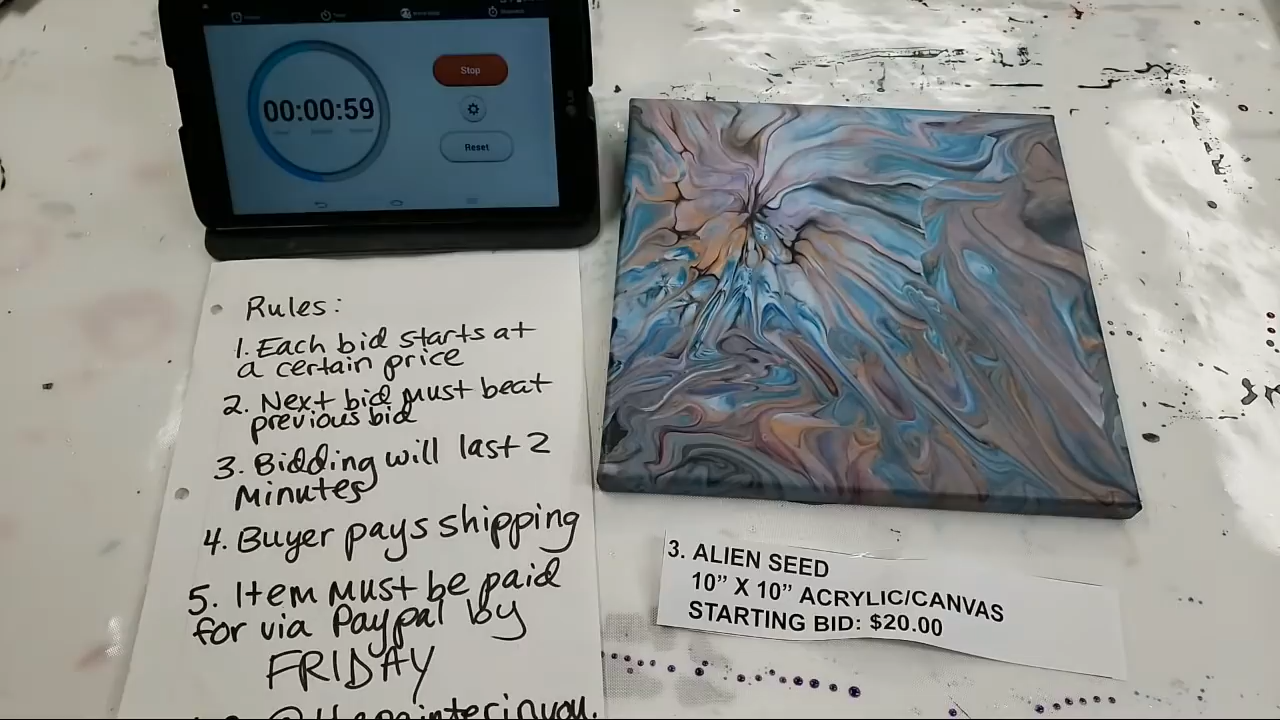 00:00:59
Stop
Reset
LG
Rules:
1. Each bid starts at
a certain price
2. Next bid must beat
previous bid
3. Bidding will last 2
Minutes
4. Buyer pays shipping
5. Item must be paid
for via Paypal by
FRIDAY
3. ALIEN SEED
10” X 10” ACRYLIC/CANVAS
STARTING BID: $20.00